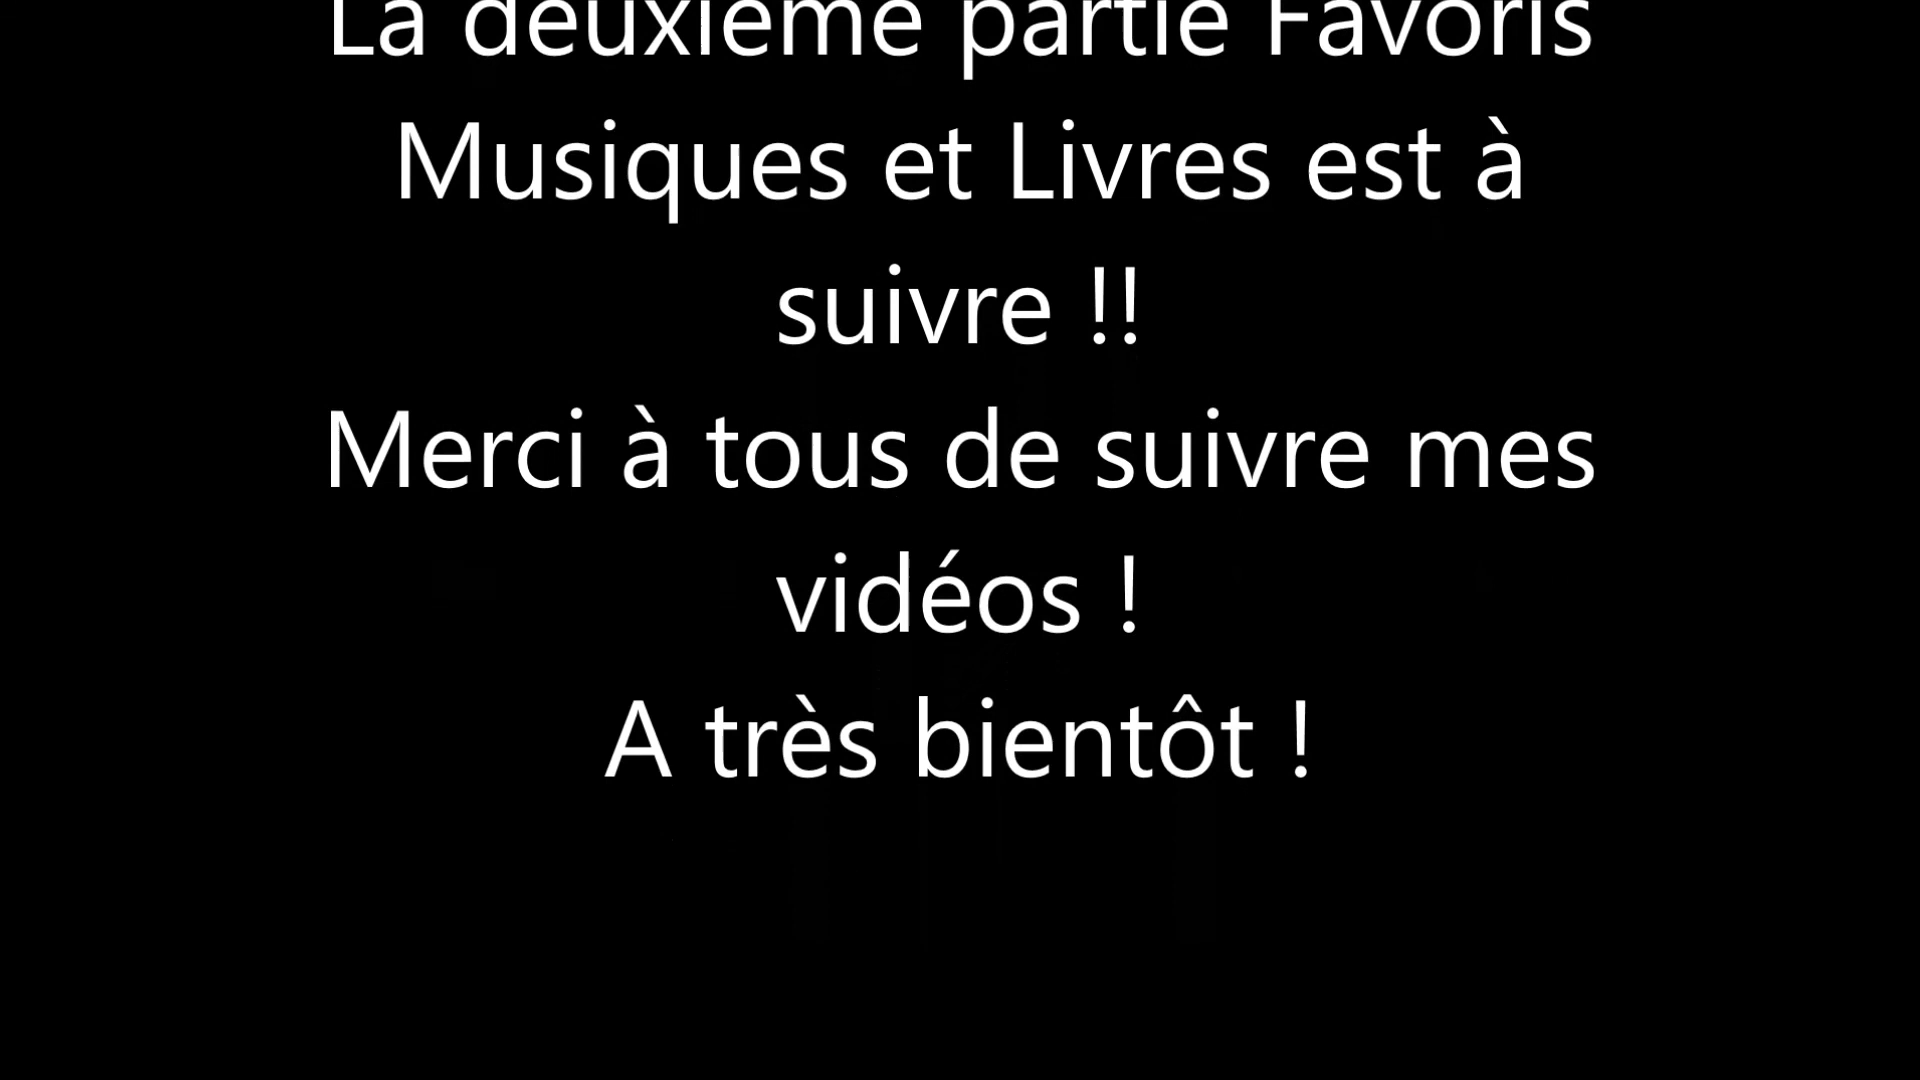 La deuxième partie Favoris
Musiques et Livres est à
suivre !!
Merci à tous de suivre mes
vidéos !
A très bientôt !